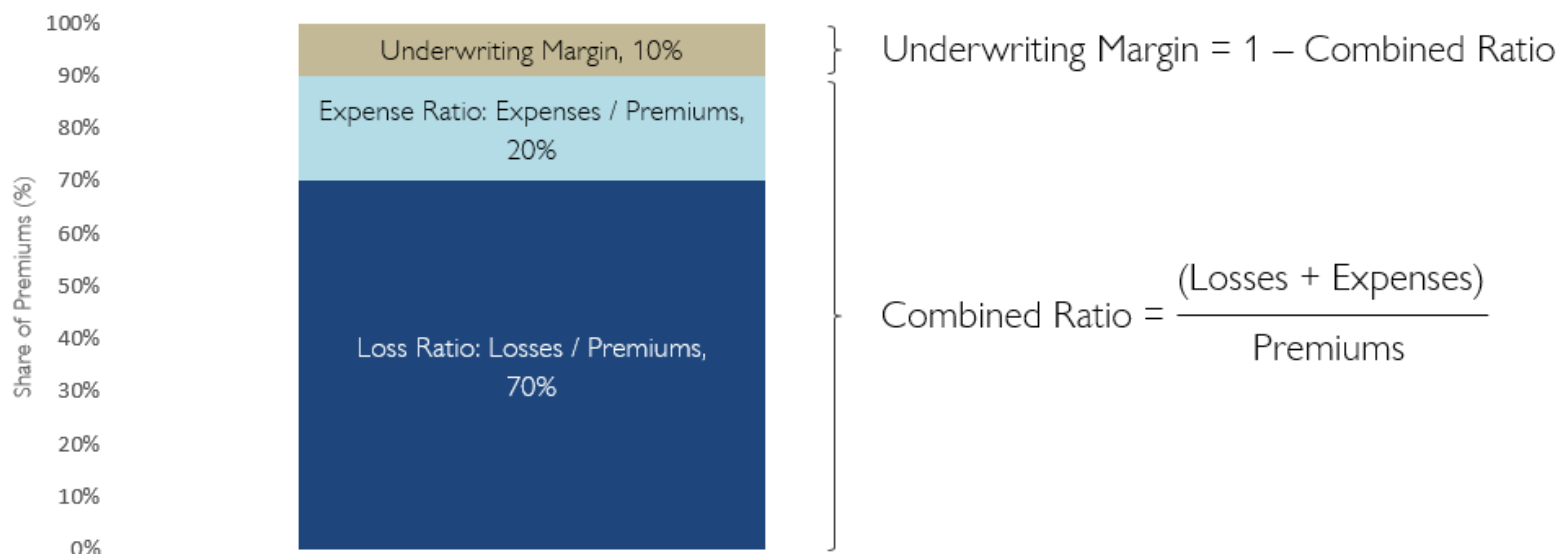 Share of Premiums (%)
100%
90%
80%
70%
60%
50%
40%
30%
20%
10%
0%
Underwriting Margin, 10%
Expense Ratio: Expenses / Premiums,
20%
Loss Ratio: Losses / Premiums,
70%
Underwriting Margin = 1 – Combined Ratio
Combined Ratio = (Losses + Expenses)
Premiums